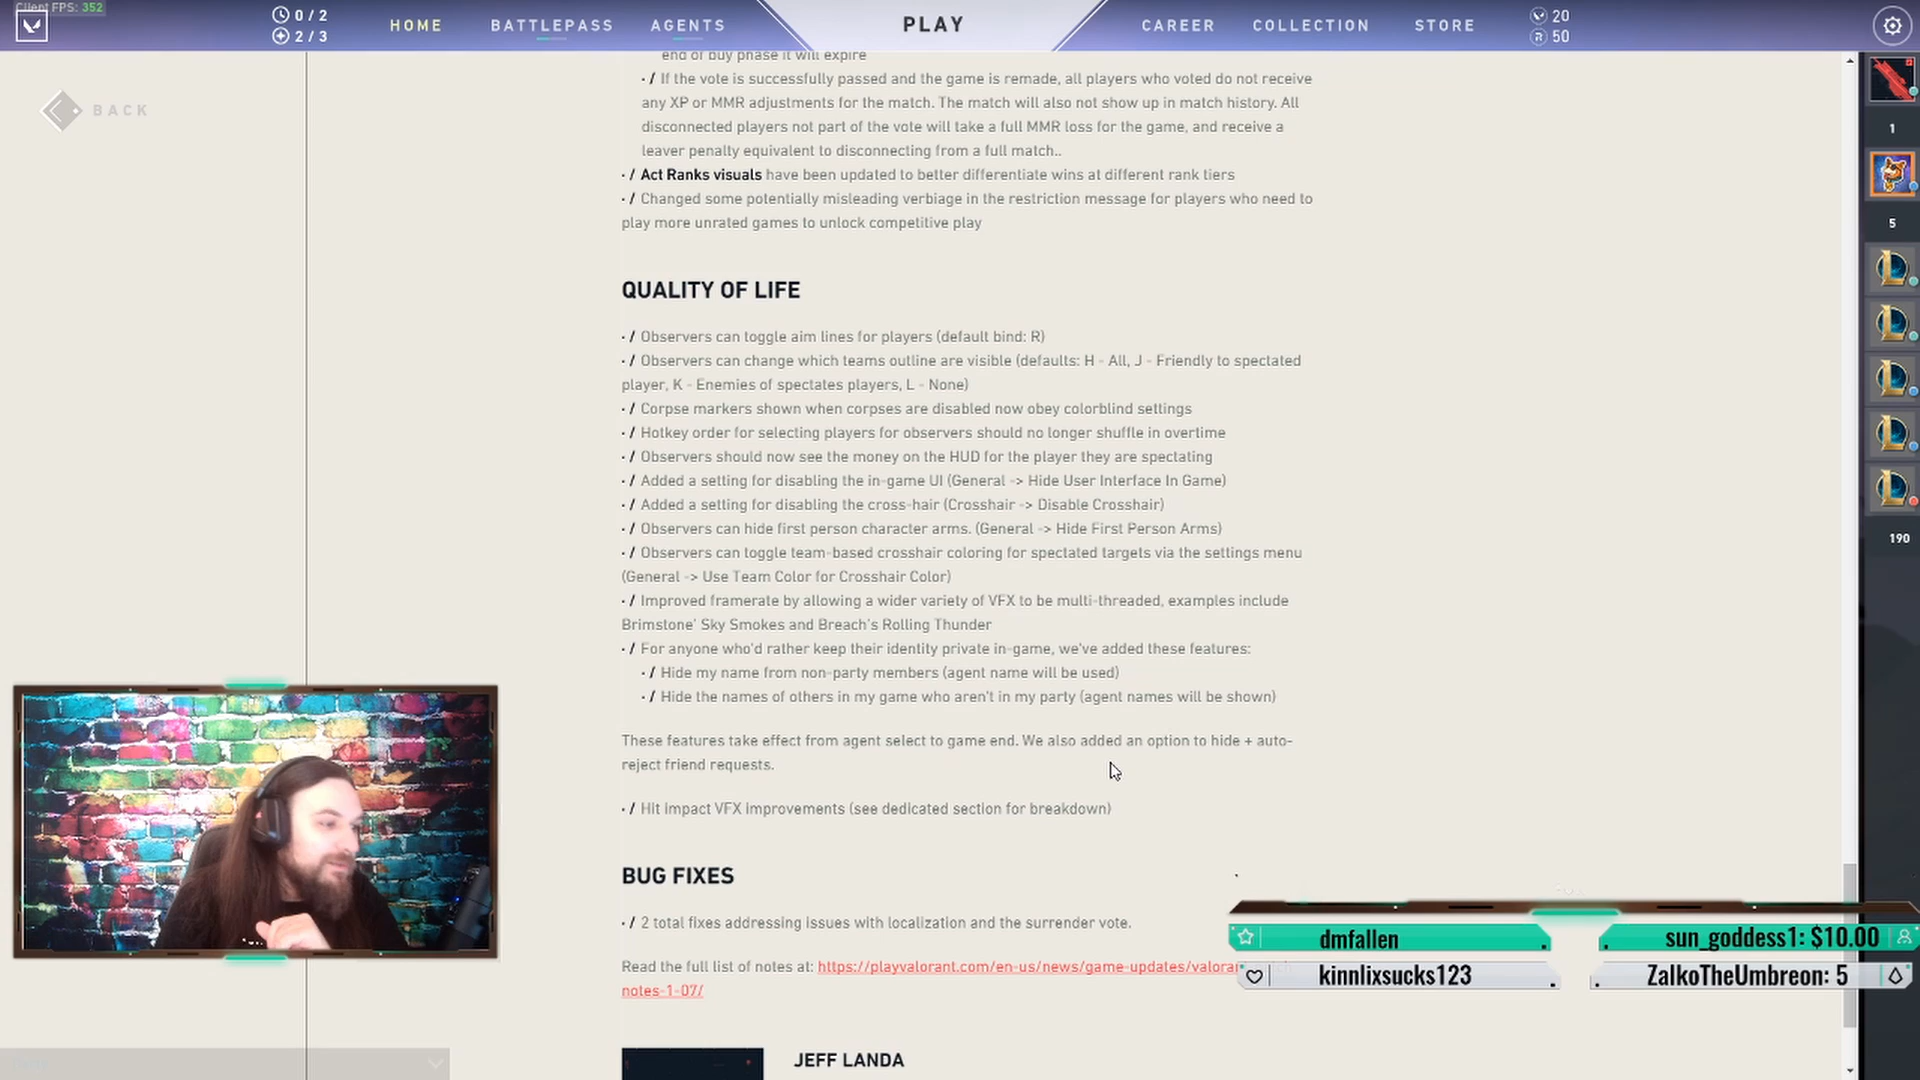 Client FPS: 352
0 / 2
2 / 3
HOME
BATTLEPASS
AGENTS
PLAY
CAREER
COLLECTION
STORE
20
50
BACK
end of buy phase it will expire
· / If the vote is successfully passed and the game is remade, all players who voted do not receive
any XP or MMR adjustments for the match. The match will also not show up in match history. All
disconnected players not part of the vote will take a full MMR loss for the game, and receive a
leaver penalty equivalent to disconnecting from a full match..
· / Act Ranks visuals have been updated to better differentiate wins at different rank tiers
· / Changed some potentially misleading verbiage in the restriction message for players who need to
play more unrated games to unlock competitive play
QUALITY OF LIFE
· / Observers can toggle aim lines for players (default bind: R)
· / Observers can change which teams outline are visible (defaults: H - All, J - Friendly to spectated
player, K - Enemies of spectates players, L - None)
· / Corpse markers shown when corpses are disabled now obey colorblind settings
· / Hotkey order for selecting players for observers should no longer shuffle in overtime
· / Observers should now see the money on the HUD for the player they are spectating
· / Added a setting for disabling the in-game UI (General -> Hide User Interface In Game)
· / Added a setting for disabling the cross-hair (Crosshair -> Disable Crosshair)
· / Observers can hide first person character arms. (General -> Hide First Person Arms)
· / Observers can toggle team-based crosshair coloring for spectated targets via the settings menu
(General -> Use Team Color for Crosshair Color)
· / Improved framerate by allowing a wider variety of VFX to be multi-threaded, examples include
Brimstone' Sky Smokes and Breach's Rolling Thunder
· / For anyone who'd rather keep their identity private in-game, we've added these features:
· / Hide my name from non-party members (agent name will be used)
· / Hide the names of others in my game who aren't in my party (agent names will be shown)
These features take effect from agent select to game end. We also added an option to hide + auto-
reject friend requests.
· / Hit Impact VFX improvements (see dedicated section for breakdown)
BUG FIXES
· / 2 total fixes addressing issues with localization and the surrender vote.
Read the full list of notes at: https://playvalorant.com/en-us/news/game-updates/valoran
notes-1-07/
JEFF LANDA
1
5
190
dmfallen
sun_goddess1: $10.00
kinnlixsucks123
ZalkoTheUmbreon: 5